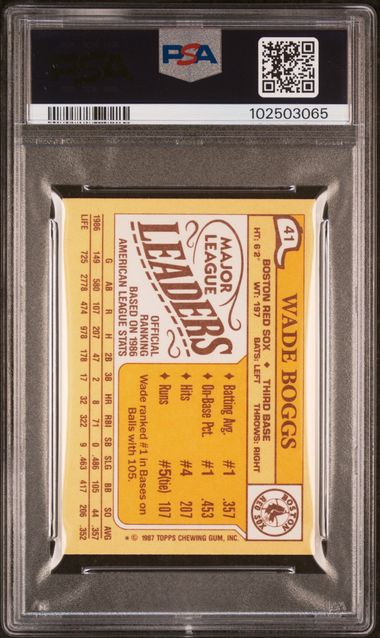 PSA
PSA
102503065
41
WADE BOGGS
BOSTON RED SOX ♦ THIRD BASE
HT: 6'2" WT: 197 BATS: LEFT THROWS: RIGHT
BOSTON
RED SOX
MAJOR
LEAGUE
LEADERS
OFFICIAL
RANKING
BASED ON 1986
AMERICAN LEAGUE STATS
♦ Batting Avg. #1 .357
♦ On-Base Pct. #1 .453
♦ Hits #4 207
♦ Runs #5(tie) 107
Wade ranked #1 in Bases on
Balls with 105.
G AB R H 2B 3B HR RBI SB SLG BB SO AVG
1986 149 580 107 207 47 2 8 71 0 .486 105 44 .357
LIFE 725 2778 474 978 178 17 32 322 9 .463 417 206 .352
* © 1987 TOPPS CHEWING GUM, INC.